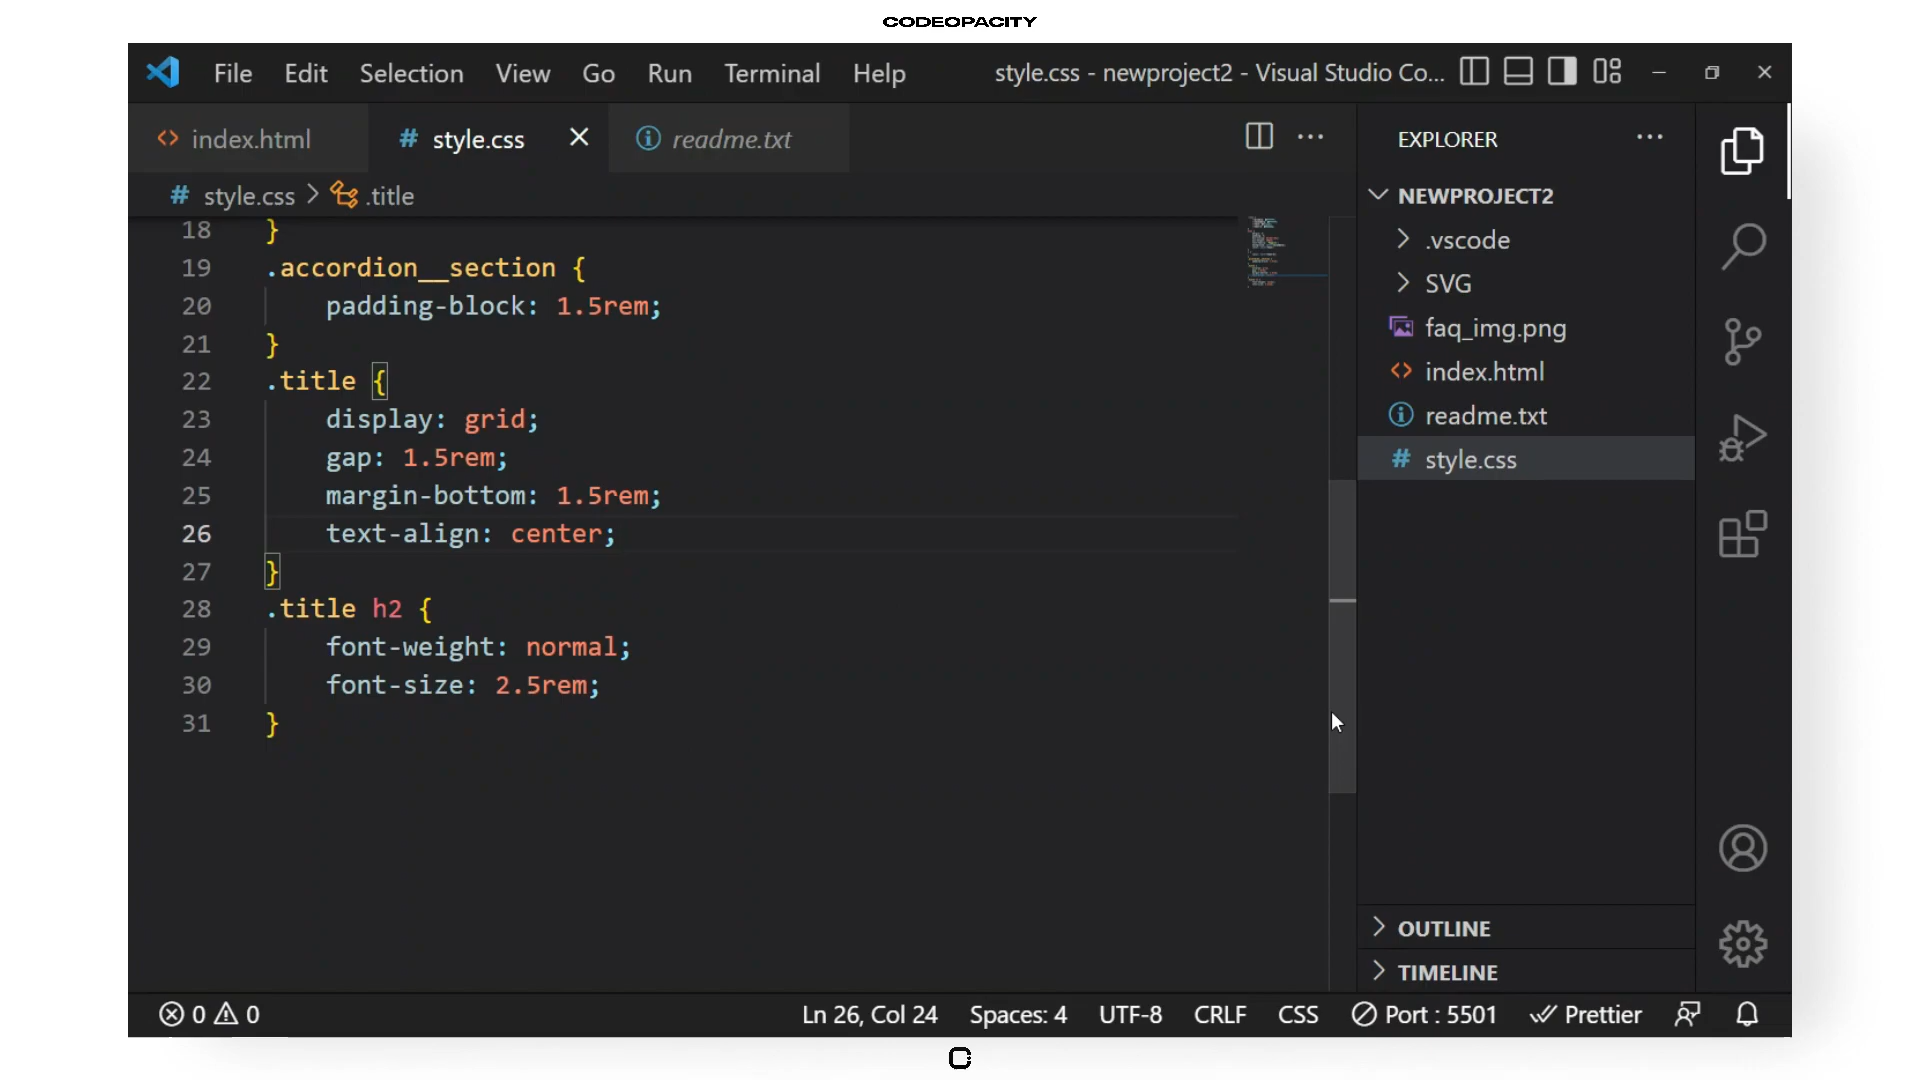 CODEOPACITY
File Edit Selection View Go Run Terminal Help style.css - newproject2 - Visual Studio Co...
index.html style.css readme.txt
style.css > .title
18 }
19 .accordion__section {
20 padding-block: 1.5rem;
21 }
22 .title {
23 display: grid;
24 gap: 1.5rem;
25 margin-bottom: 1.5rem;
26 text-align: center;
27 }
28 .title h2 {
29 font-weight: normal;
30 font-size: 2.5rem;
31 }
EXPLORER
NEWPROJECT2
.vscode
SVG
faq_img.png
index.html
readme.txt
style.css
OUTLINE
TIMELINE
0 0 Ln 26, Col 24 Spaces: 4 UTF-8 CRLF CSS Port : 5501 Prettier